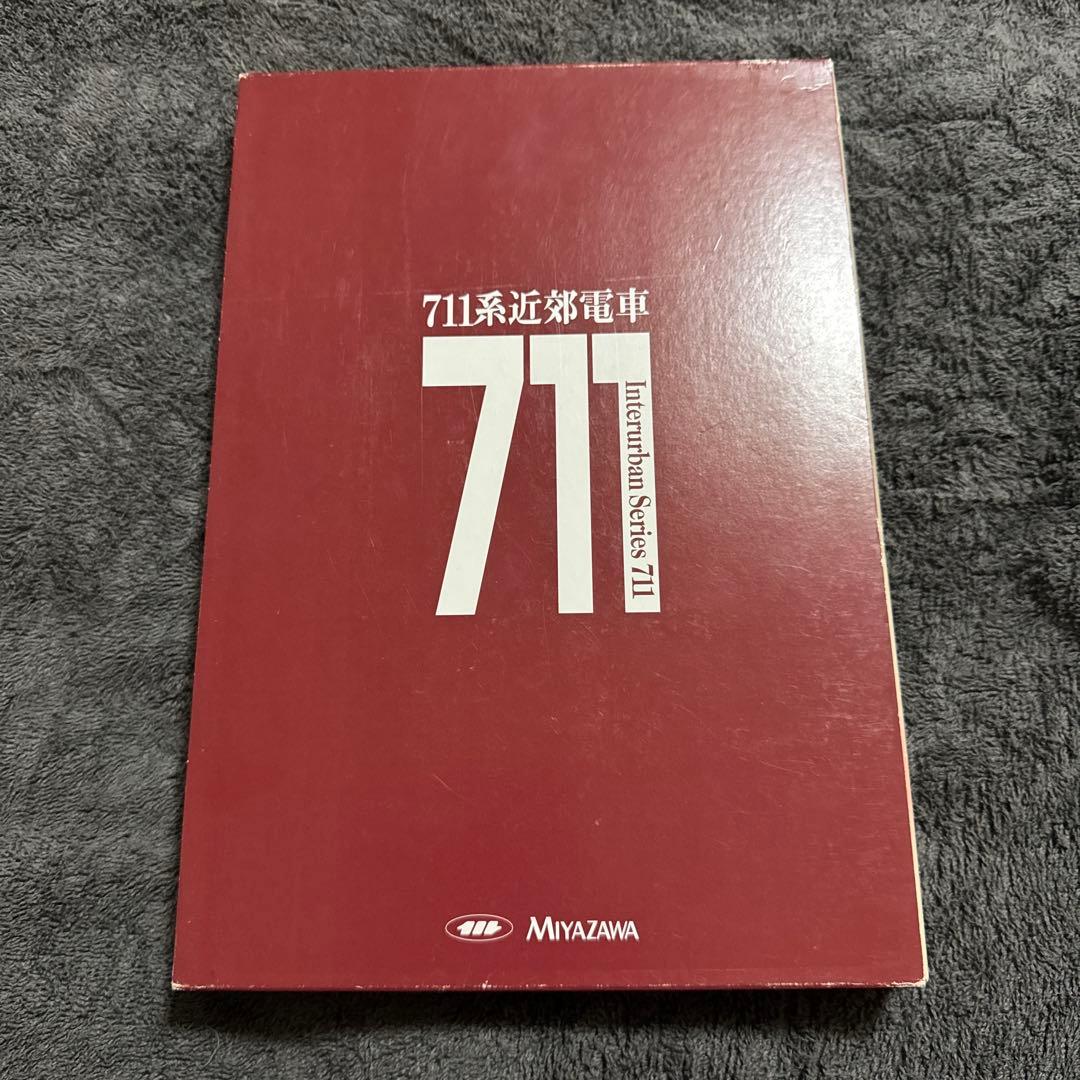 711系近郊電車
711
Interurban Series 711
MIYAZAWA